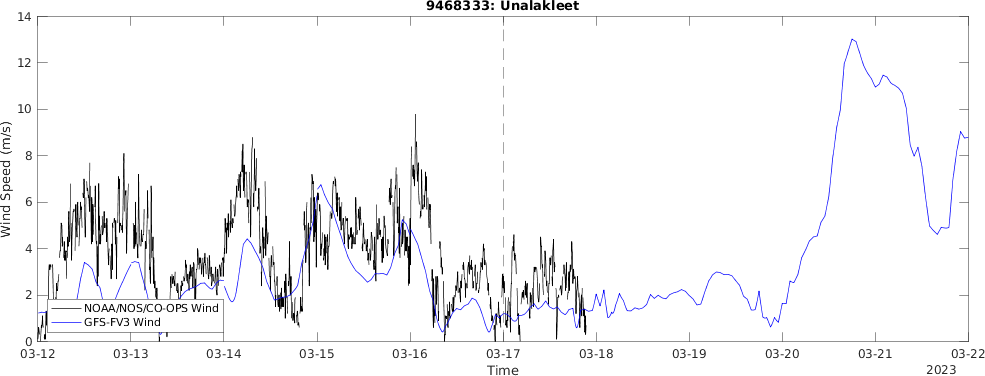 9468333: Unalakleet
14
12
10
8
6
4
2
0
Wind Speed (m/s)
NOAA/NOS/CO-OPS Wind
GFS-FV3 Wind
03-12 03-13 03-14 03-15 03-16 03-17 03-18 03-19 03-20 03-21 03-22
Time
2023